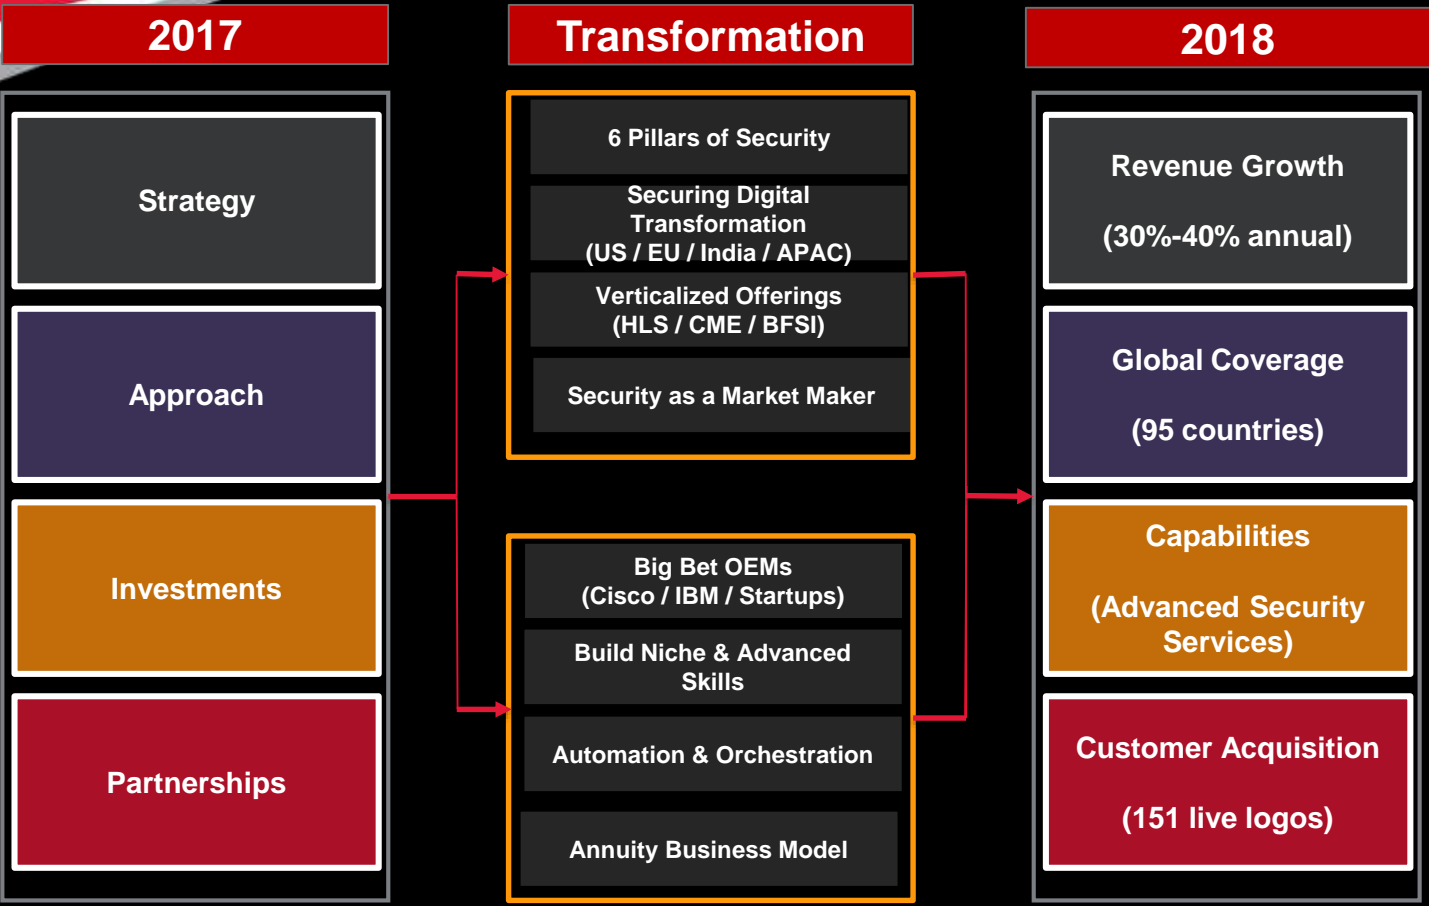 2017
Transformation
2018
Strategy
Approach
Investments
Partnerships
6 Pillars of Security
Securing Digital
Transformation
(US / EU / India / APAC)
Verticalized Offerings
(HLS / CME / BFSI)
Security as a Market Maker
Big Bet OEMs
(Cisco / IBM / Startups)
Build Niche & Advanced
Skills
Automation & Orchestration
Annuity Business Model
Revenue Growth
(30%-40% annual)
Global Coverage
(95 countries)
Capabilities
(Advanced Security
Services)
Customer Acquisition
(151 live logos)